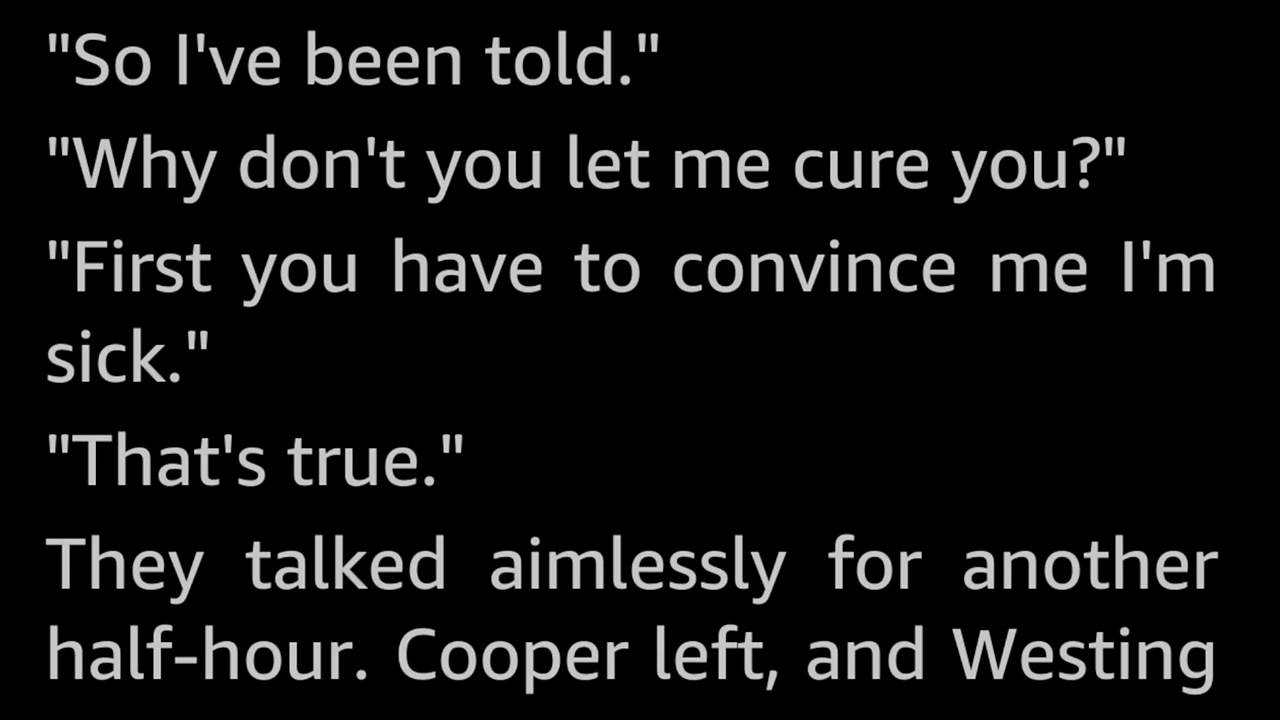 "So I've been told."
"Why don't you let me cure you?"
"First you have to convince me I'm
sick."
"That's true."
They talked aimlessly for another
half-hour. Cooper left, and Westing